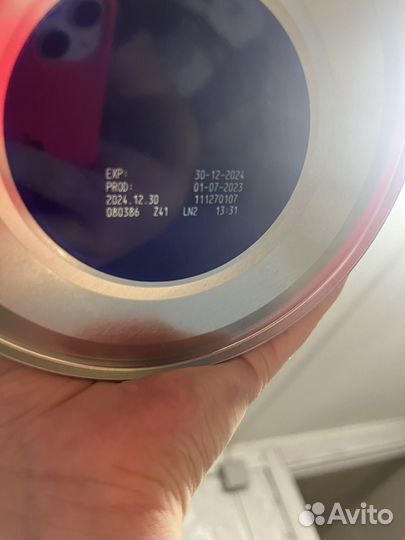 EXP: 30-12-2024
PROD: 01-07-2023
2024.12.30 111270107
080386 Z41 LN2 13:31
Avito